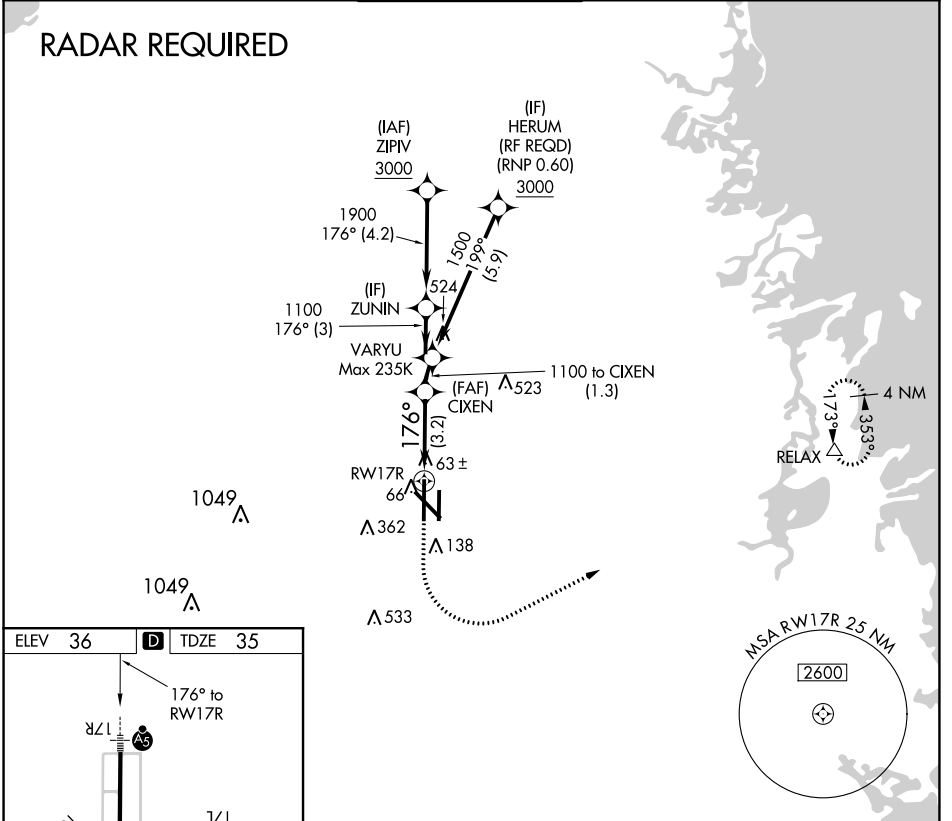 RADAR REQUIRED
(IAF)
ZIPIV
3000
(IF)
HERUM
(RF REQD)
(RNP 0.60)
3000
1900
176° (4.2)
1500
199°
(5.9)
524
(IF)
ZUNIN
1100
176° (3)
VARYU
Max 235K
1100 to CIXEN
(1.3)
(FAF)
CIXEN
523
176°
(3.2)
4 NM
173°
353°
RELAX
63 ±
RW17R
66
1049
362
138
1049
533
MSA RW17R 25 NM
2600
ELEV 36 D TDZE 35
176° to
RW17R
17R
A5
17L